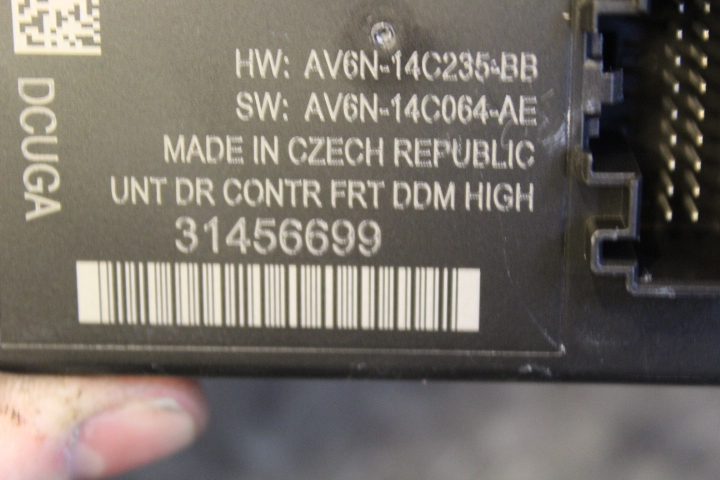 HW: AV6N-14C235-BB
SW: AV6N-14C064-AE
MADE IN CZECH REPUBLIC
UNT DR CONTR FRT DDM HIGH
31456699
DCUGA